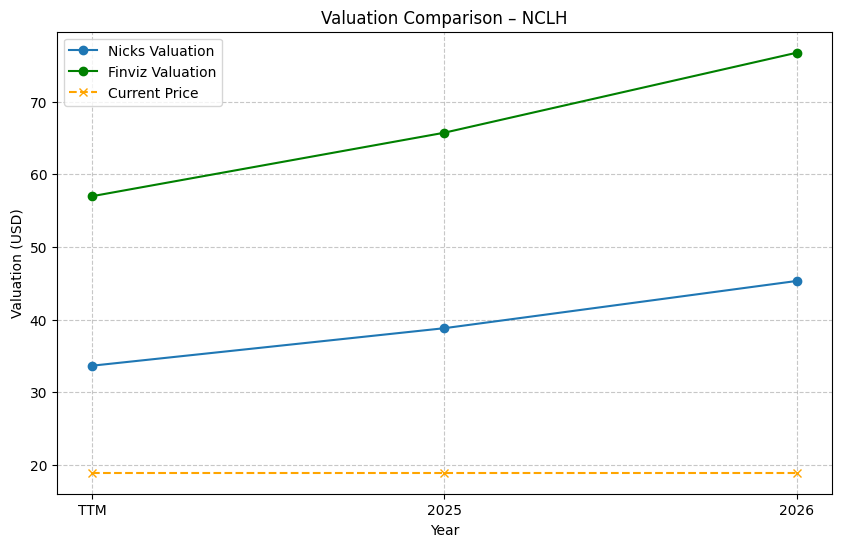 Valuation Comparison – NCLH
Nicks Valuation
Finviz Valuation
Current Price
Valuation (USD)
70
60
50
40
30
20
TTM
2025
2026
Year